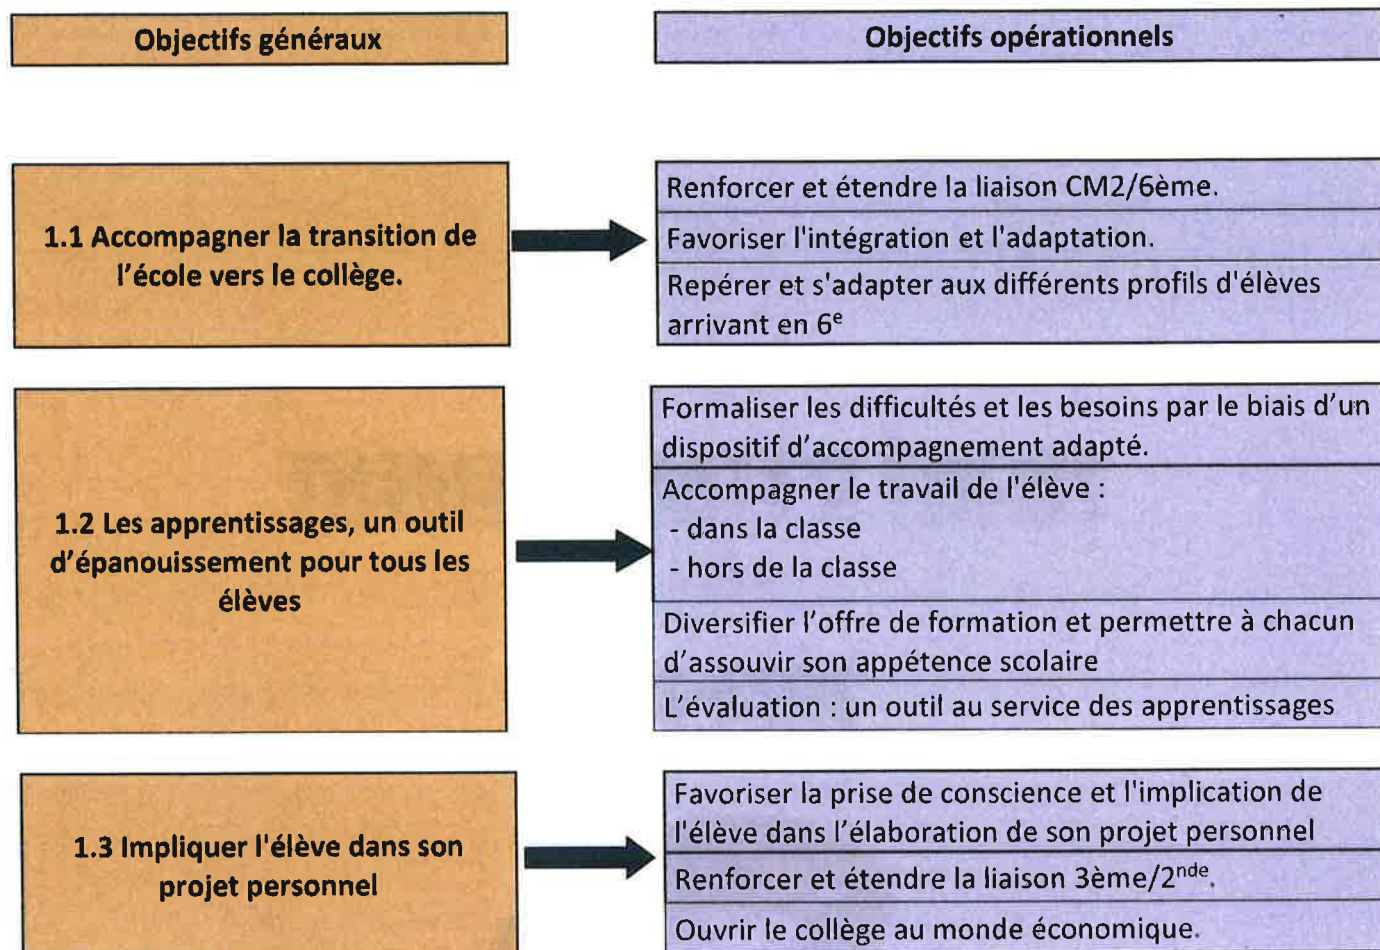 Objectifs généraux
Objectifs opérationnels
1.1 Accompagner la transition de
l’école vers le collège.
Renforcer et étendre la liaison CM2/6ème.
Favoriser l'intégration et l'adaptation.
Repérer et s'adapter aux différents profils d'élèves
arrivant en 6e
1.2 Les apprentissages, un outil
d’épanouissement pour tous les
élèves
Formaliser les difficultés et les besoins par le biais d’un
dispositif d’accompagnement adapté.
Accompagner le travail de l'élève :
- dans la classe
- hors de la classe
Diversifier l’offre de formation et permettre à chacun
d’assouvir son appétence scolaire
L’évaluation : un outil au service des apprentissages
1.3 Impliquer l'élève dans son
projet personnel
Favoriser la prise de conscience et l'implication de
l'élève dans l’élaboration de son projet personnel
Renforcer et étendre la liaison 3ème/2nde.
Ouvrir le collège au monde économique.